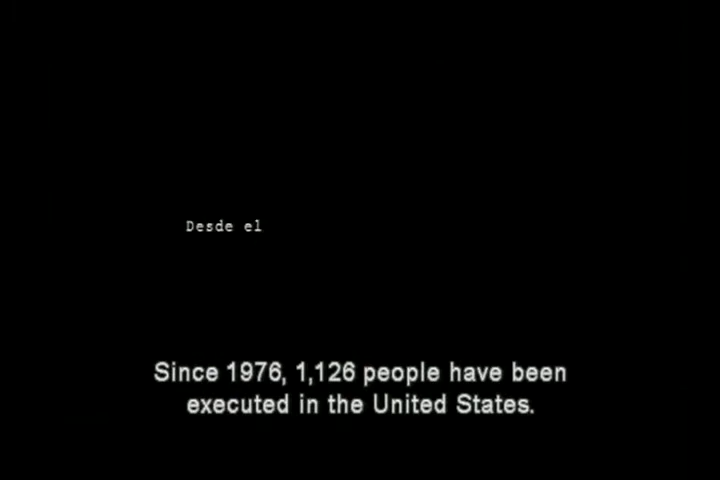 Desde el
Since 1976, 1,126 people have been
executed in the United States.